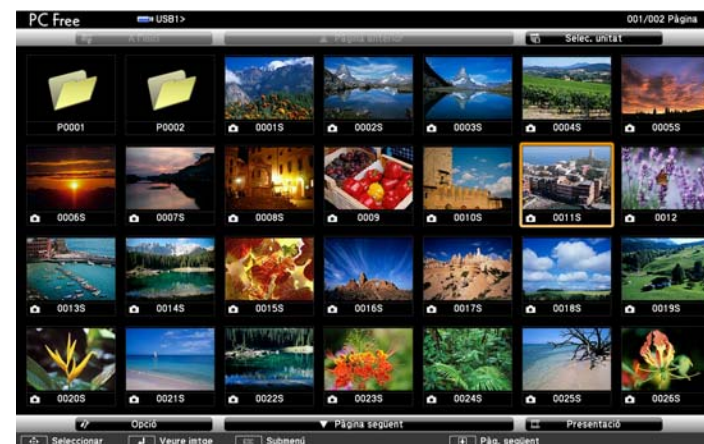 PC Free USB1> 001/002 Pàgina
A l'inici ▲ Pàgina anterior Selec. unitat
P0001 P0002 0001S 0002S 0003S 0004S 0005S
0006S 0007S 0008S 0009 0010S 0011S 0012
0013S 0014S 0015S 0016S 0017S 0018S 0019S
0020S 0021S 0022S 0023S 0024S 0025S 0026S
Opció ▼ Pàgina següent Presentació
Seleccionar Veure imtge ESC Submenú Pàg. següent